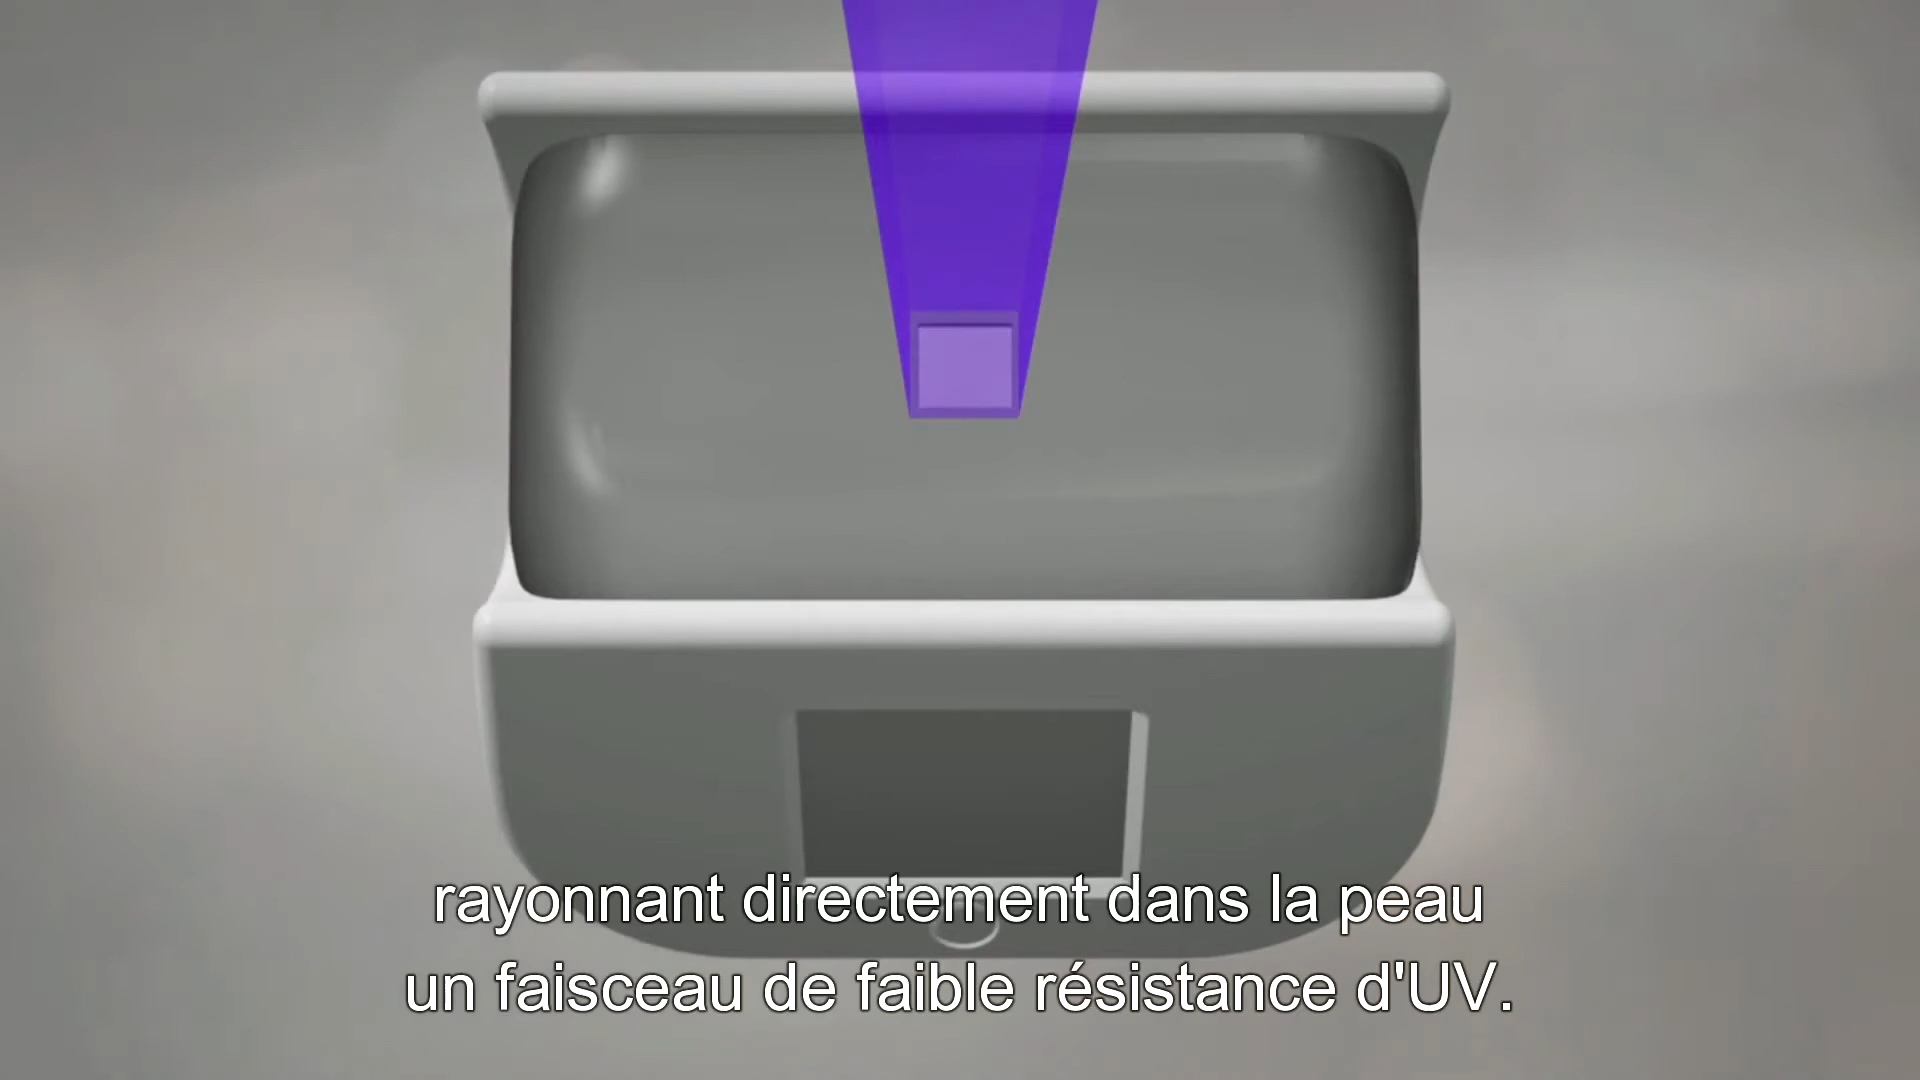 rayonnant directement dans la peau
un faisceau de faible résistance d'UV.